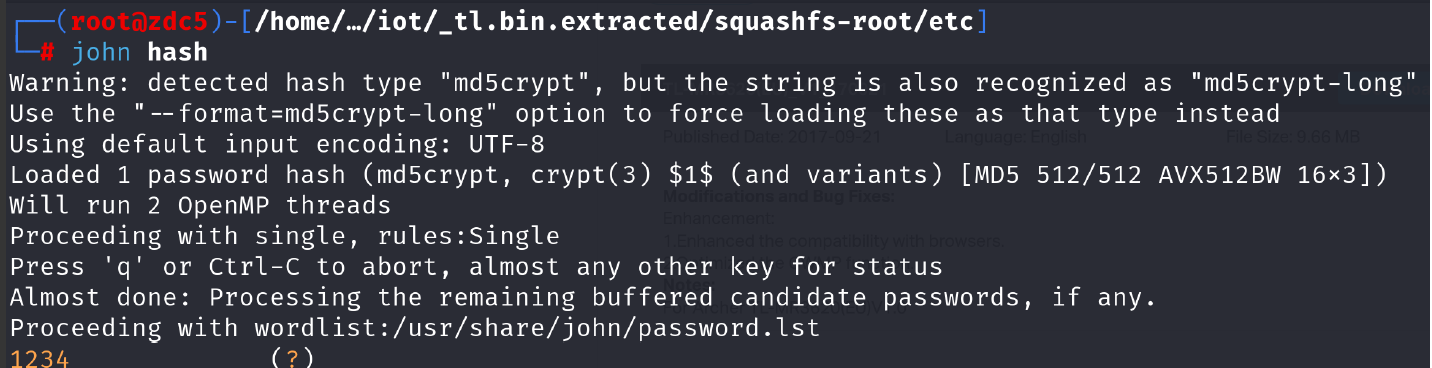 ┌──(root@zdc5)-[/home/…/iot/_tl.bin.extracted/squashfs-root/etc]
└─# john hash
Warning: detected hash type "md5crypt", but the string is also recognized as "md5crypt-long"
Use the "--format=md5crypt-long" option to force loading these as that type instead
Published Date: 2017-09-21 Language: English File Size: 9.66 MB
Using default input encoding: UTF-8
Loaded 1 password hash (md5crypt, crypt(3) $1$ (and variants) [MD5 512/512 AVX512BW 16×3])
Modifications and Bug Fixes:
Will run 2 OpenMP threads
Enhancement:
Proceeding with single, rules:Single
1.Enhanced the compatibility with browsers.
Press 'q' or Ctrl-C to abort, almost any other key for status
Almost done: Processing the remaining buffered candidate passwords, if any.
Proceeding with wordlist:/usr/share/john/password.lst
1234 (?)